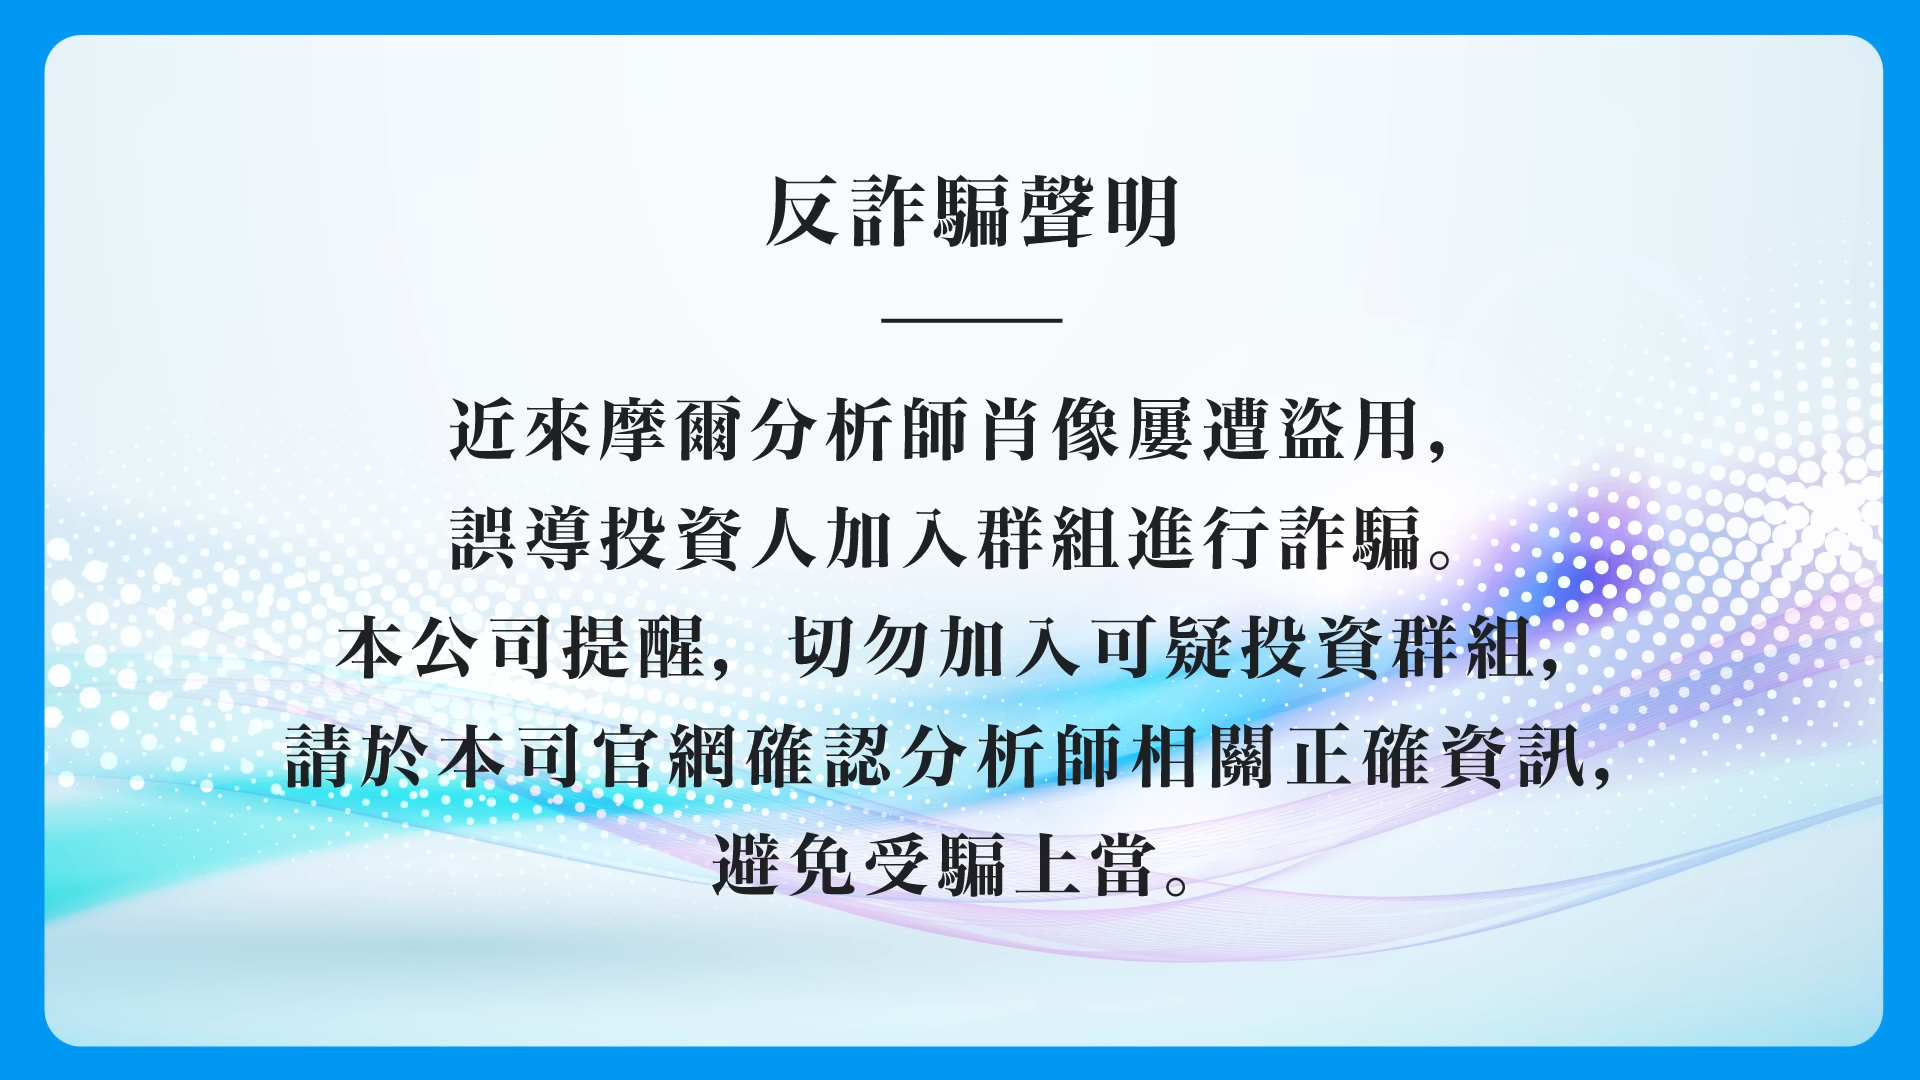 反詐騙聲明
近來摩爾分析師肖像屢遭盜用，
誤導投資人加入群組進行詐騙。
本公司提醒，切勿加入可疑投資群組，
請於本司官網確認分析師相關正確資訊，
避免受騙上當。